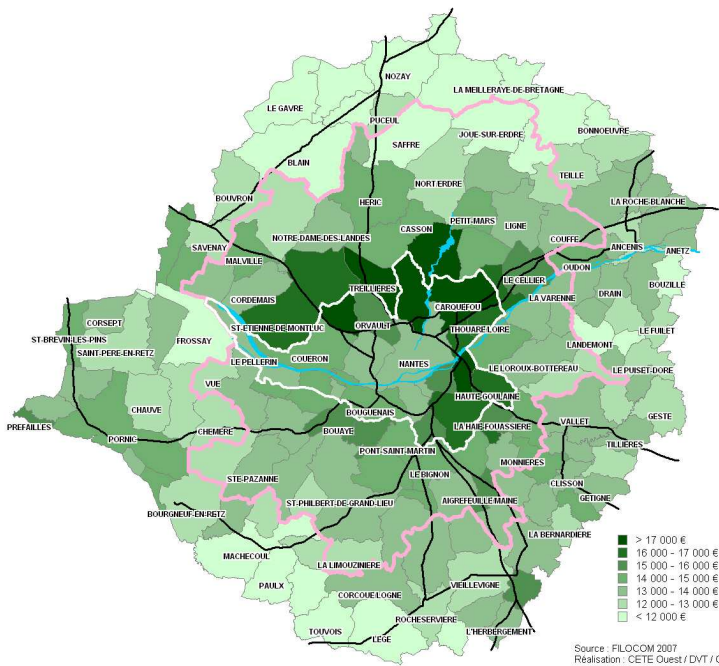 NOZAY
LA MEILLERAYE-DE-BRETAGNE
LE GAVRE
PUCEUL
JOUE-SUR-ERDRE
BONNOEUVRE
SAFFRE
BLAIN
TEILLE
NORT-ERDRE
BOUVRON
HERIC
LA ROCHE-BLANCHE
PETIT-MARS
LIGNE
CASSON
NOTRE-DAME-DES-LANDES
COUFFE
SAVENAY
ANCENIS
ANETZ
MALVILLE
OUDON
LE CELLIER
BOUZILLE
TREILLIERES
CORDEMAIS
LA VARENNE
DRAIN
CARQUEFOU
CORSEPT
ST-ETIENNE-DE-MONTLUC
ORVAULT
THOUARE-LOIRE
LE FUILET
ST-BREVIN-LES-PINS
FROSSAY
LANDEMONT
SAINT-PERE-EN-RETZ
COUERON
LE PELLERIN
NANTES
LE LOROUX-BOTTEREAU
LE PUISET-DORE
VUE
HAUTE-GOULAINE
CHAUVE
BOUGUENAIS
GESTE
PREFAILLES
CHEMERE
BOUAYE
LA HAIE-FOUASSIERE
VALLET
PORNIC
TILLIERES
PONT-SAINT-MARTIN
MONNIERES
LE BIGNON
STE-PAZANNE
CLISSON
ST-PHILBERT-DE-GRAND-LIEU
AIGREFEUILLE-MAINE
GETIGNE
BOURGNEUF-EN-RETZ
LA BERNARDIERE
MACHECOUL
LA LIMOUZINIERE
PAULX
VIEILLEVIGNE
CORCOUE-LOGNE
ROCHESERVIERE
TOUVOIS
LEGE
L'HERBERGEMENT
> 17 000 €
16 000 - 17 000 €
15 000 - 16 000 €
14 000 - 15 000 €
13 000 - 14 000 €
12 000 - 13 000 €
< 12 000 €
Source : FILOCOM 2007
Réalisation : CETE Ouest / DVT /